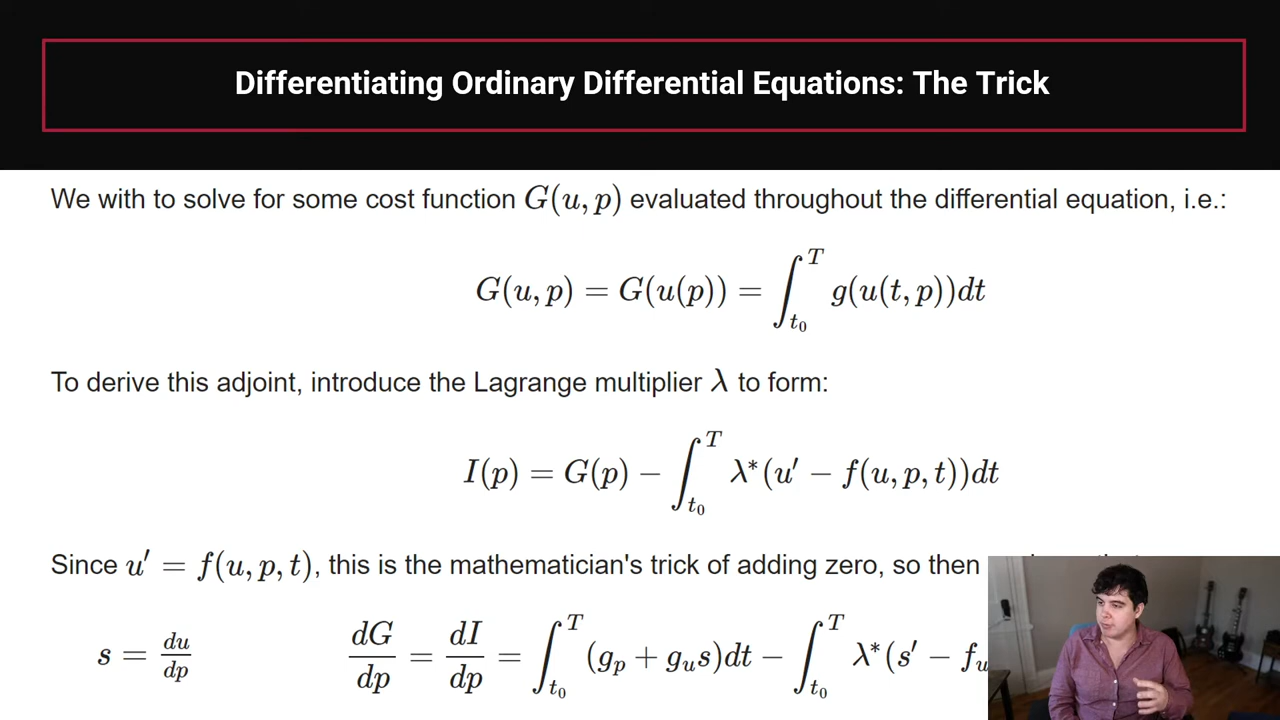 Differentiating Ordinary Differential Equations: The Trick
We with to solve for some cost function G(u, p) evaluated throughout the differential equation, i.e.:
G(u, p) = G(u(p)) = ∫_{t_0}^{T} g(u(t, p))dt
To derive this adjoint, introduce the Lagrange multiplier λ to form:
I(p) = G(p) − ∫_{t_0}^{T} λ*(u′ − f(u, p, t))dt
Since u′ = f(u, p, t), this is the mathematician's trick of adding zero, so then
s = du/dp dG/dp = dI/dp = ∫_{t_0}^{T} (g_p + g_u s)dt − ∫_{t_0}^{T} λ*(s′ − f_u